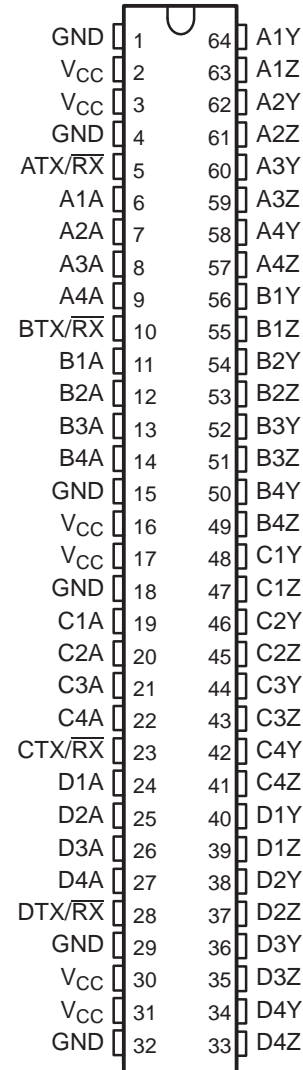 GND 1 64 A1Y
VCC 2 63 A1Z
VCC 3 62 A2Y
GND 4 61 A2Z
ATX/R̅X̅ 5 60 A3Y
A1A 6 59 A3Z
A2A 7 58 A4Y
A3A 8 57 A4Z
A4A 9 56 B1Y
BTX/R̅X̅ 10 55 B1Z
B1A 11 54 B2Y
B2A 12 53 B2Z
B3A 13 52 B3Y
B4A 14 51 B3Z
GND 15 50 B4Y
VCC 16 49 B4Z
VCC 17 48 C1Y
GND 18 47 C1Z
C1A 19 46 C2Y
C2A 20 45 C2Z
C3A 21 44 C3Y
C4A 22 43 C3Z
CTX/R̅X̅ 23 42 C4Y
D1A 24 41 C4Z
D2A 25 40 D1Y
D3A 26 39 D1Z
D4A 27 38 D2Y
DTX/R̅X̅ 28 37 D2Z
GND 29 36 D3Y
VCC 30 35 D3Z
VCC 31 34 D4Y
GND 32 33 D4Z